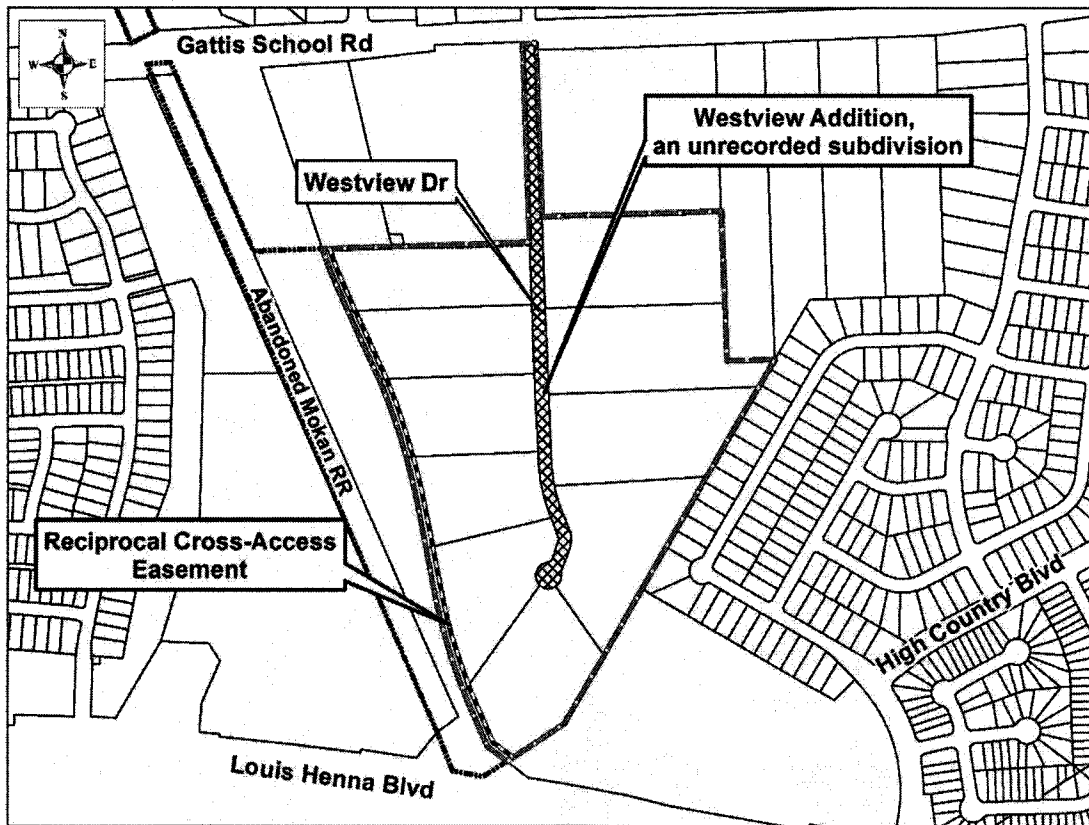 Gattis School Rd
N
W E
S
Westview Addition,
an unrecorded subdivision
Westview Dr
Abandoned Mokan RR
Reciprocal Cross-Access
Easement
High Country Blvd
Louis Henna Blvd